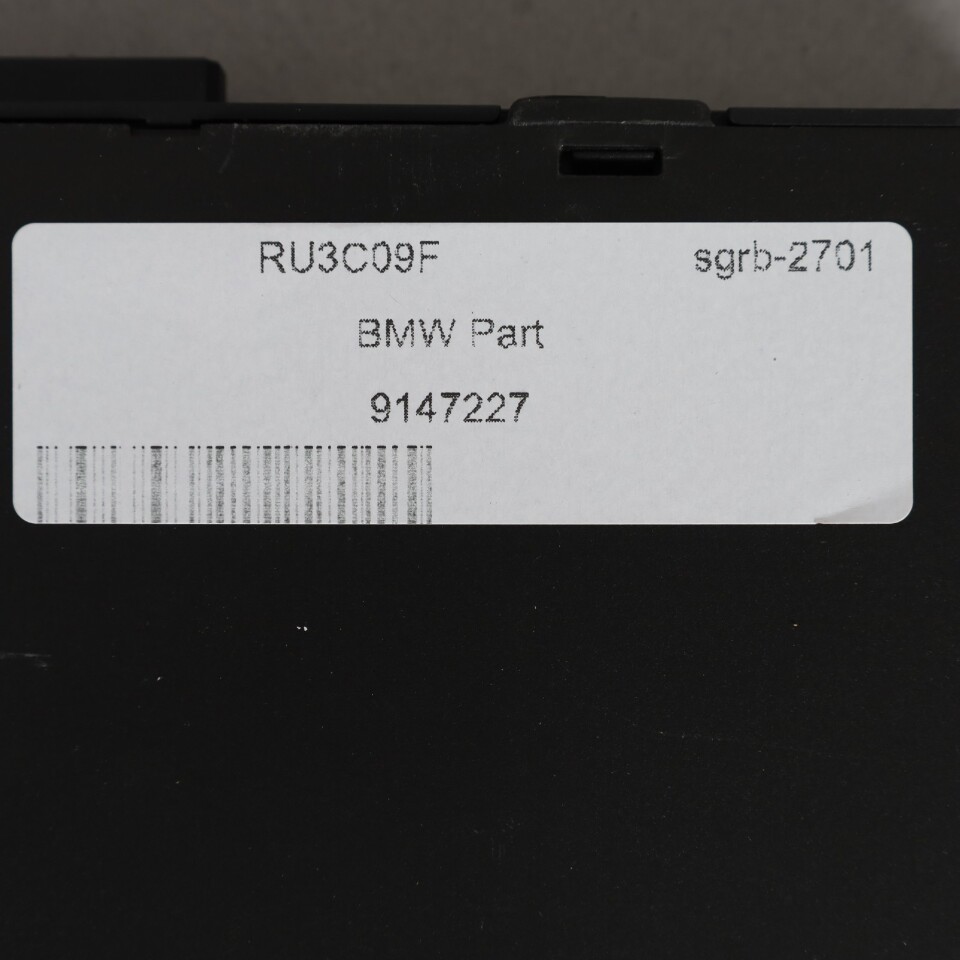 RU3C09F sgrb-2701
BMW Part
9147227